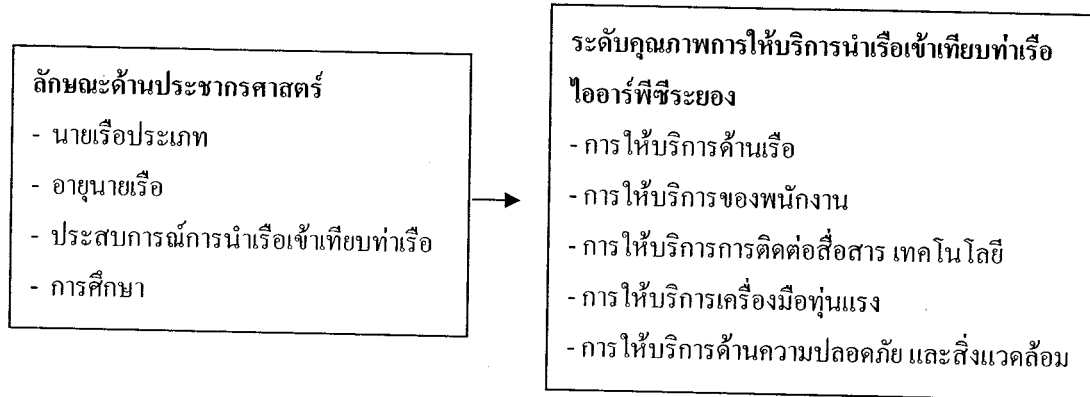 ลักษณะด้านประชากรศาสตร์
- นายเรือประเภท
- อายุนายเรือ
- ประสบการณ์การนำเรือเข้าเทียบท่าเรือ
- การศึกษา
ระดับคุณภาพการให้บริการนำเรือเข้าเทียบท่าเรือ
ไออาร์พีซีระยอง
- การให้บริการด้านเรือ
- การให้บริการของพนักงาน
- การให้บริการการติดต่อสื่อสาร เทคโนโลยี
- การให้บริการเครื่องมือทุ่นแรง
- การให้บริการด้านความปลอดภัย และสิ่งแวดล้อม